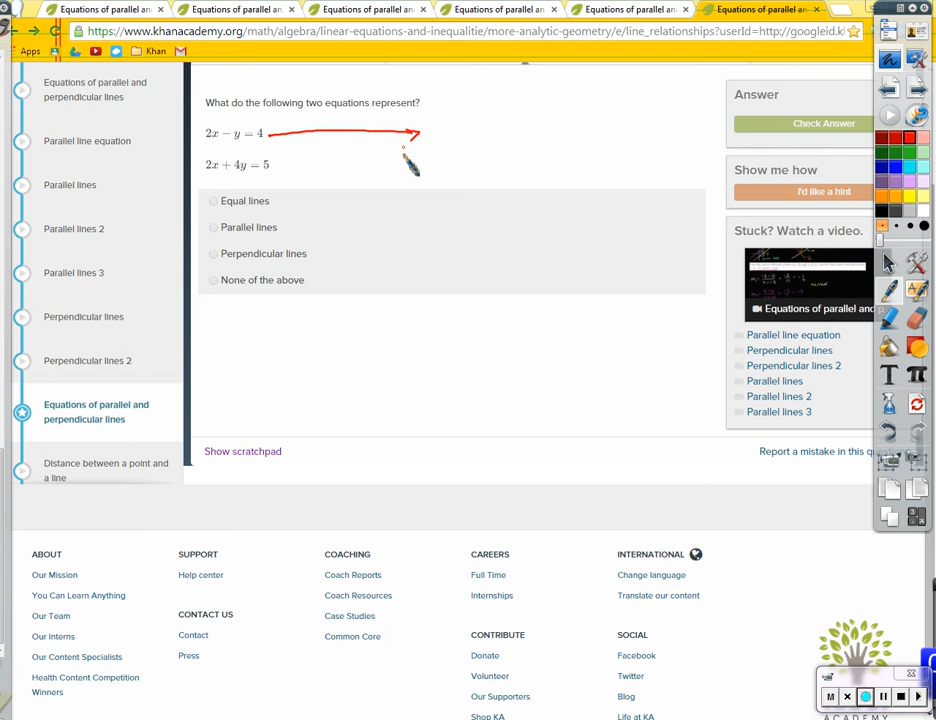 Equations of parallel an
Equations of parallel an
Equations of parallel an
Equations of parallel an
Equations of parallel an
Equations of parallel an
https://www.khanacademy.org/math/algebra/linear-equations-and-inequalitie/more-analytic-geometry/e/line_relationships?userId=http://googleid.k
Apps
Khan
Equations of parallel and
perpendicular lines
Parallel line equation
Parallel lines
Parallel lines 2
Parallel lines 3
Perpendicular lines
Perpendicular lines 2
Equations of parallel and
perpendicular lines
Distance between a point and
a line
What do the following two equations represent?
2x − y = 4
2x + 4y = 5
Equal lines
Parallel lines
Perpendicular lines
None of the above
Show scratchpad
Report a mistake in this qu
Answer
Check Answer
Show me how
I'd like a hint
Stuck? Watch a video.
Equations of parallel and
Parallel line equation
Perpendicular lines
Perpendicular lines 2
Parallel lines
Parallel lines 2
Parallel lines 3
ABOUT
Our Mission
You Can Learn Anything
Our Team
Our Interns
Our Content Specialists
Health Content Competition
Winners
SUPPORT
Help center
CONTACT US
Contact
Press
COACHING
Coach Reports
Coach Resources
Case Studies
Common Core
CAREERS
Full Time
Internships
CONTRIBUTE
Donate
Volunteer
Our Supporters
Shop KA
INTERNATIONAL
Change language
Translate our content
SOCIAL
Facebook
Twitter
Blog
Life at KA
ACADEMY
M